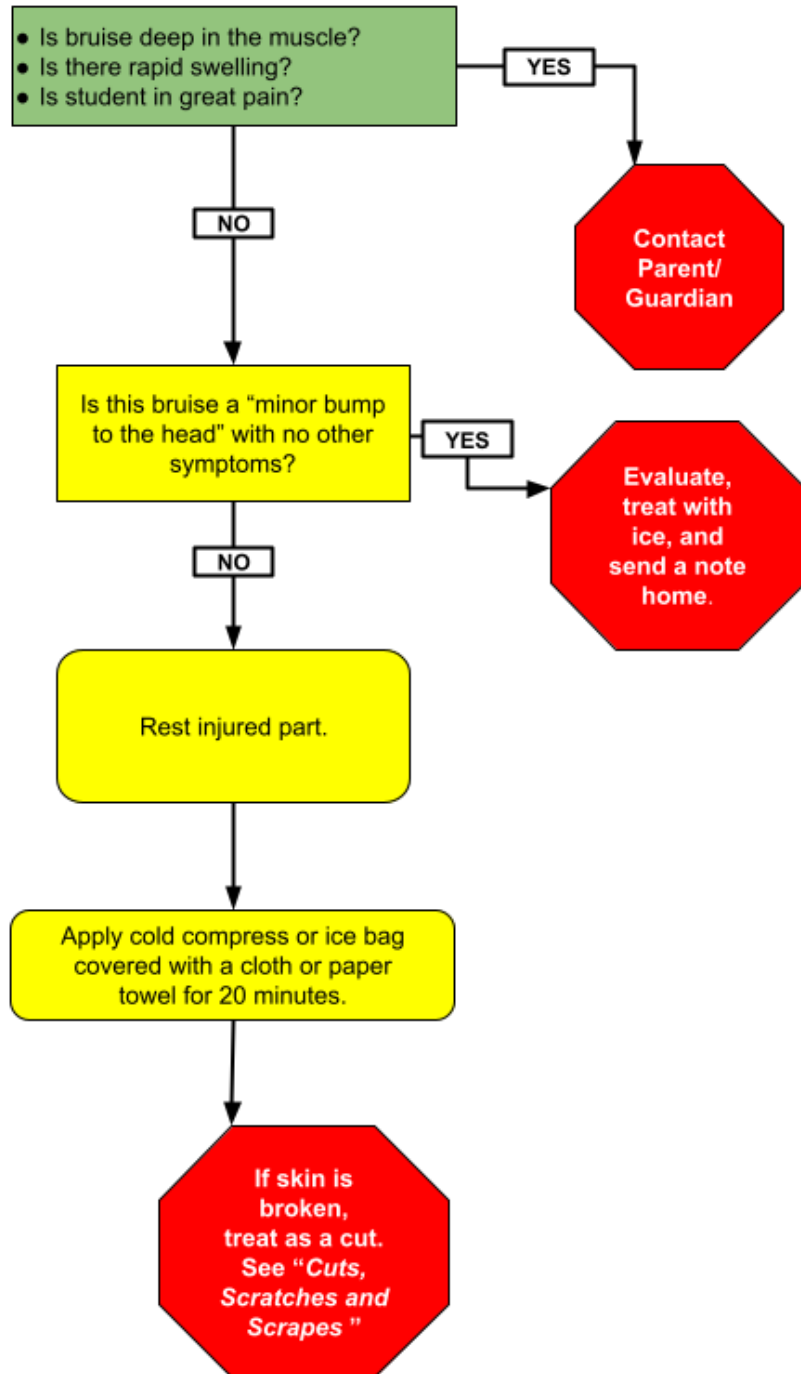 ● Is bruise deep in the muscle?
● Is there rapid swelling?
● Is student in great pain?
YES
Contact
Parent/
Guardian
NO
Is this bruise a “minor bump
to the head” with no other
symptoms?
YES
Evaluate,
treat with
ice, and
send a note
home.
NO
Rest injured part.
Apply cold compress or ice bag
covered with a cloth or paper
towel for 20 minutes.
If skin is
broken,
treat as a cut.
See “Cuts,
Scratches and
Scrapes ”